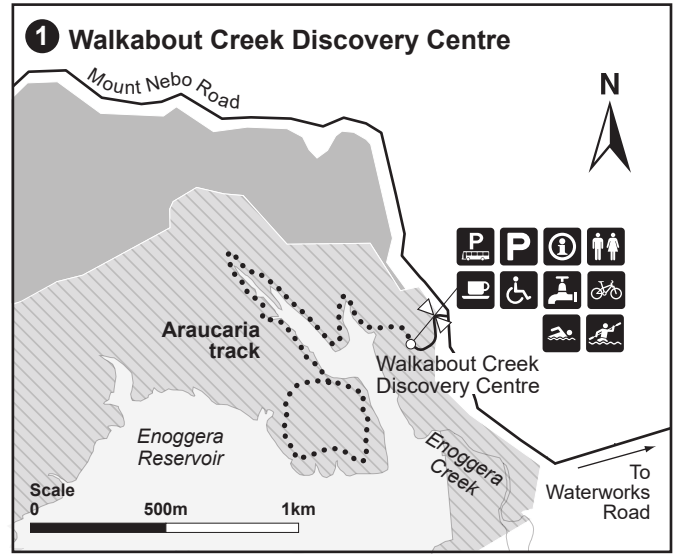 1 Walkabout Creek Discovery Centre
Mount Nebo Road
N
P
P
i
Araucaria
track
Walkabout Creek
Discovery Centre
Enoggera
Reservoir
Enoggera
Creek
To
Waterworks
Road
Scale
0 500m 1km